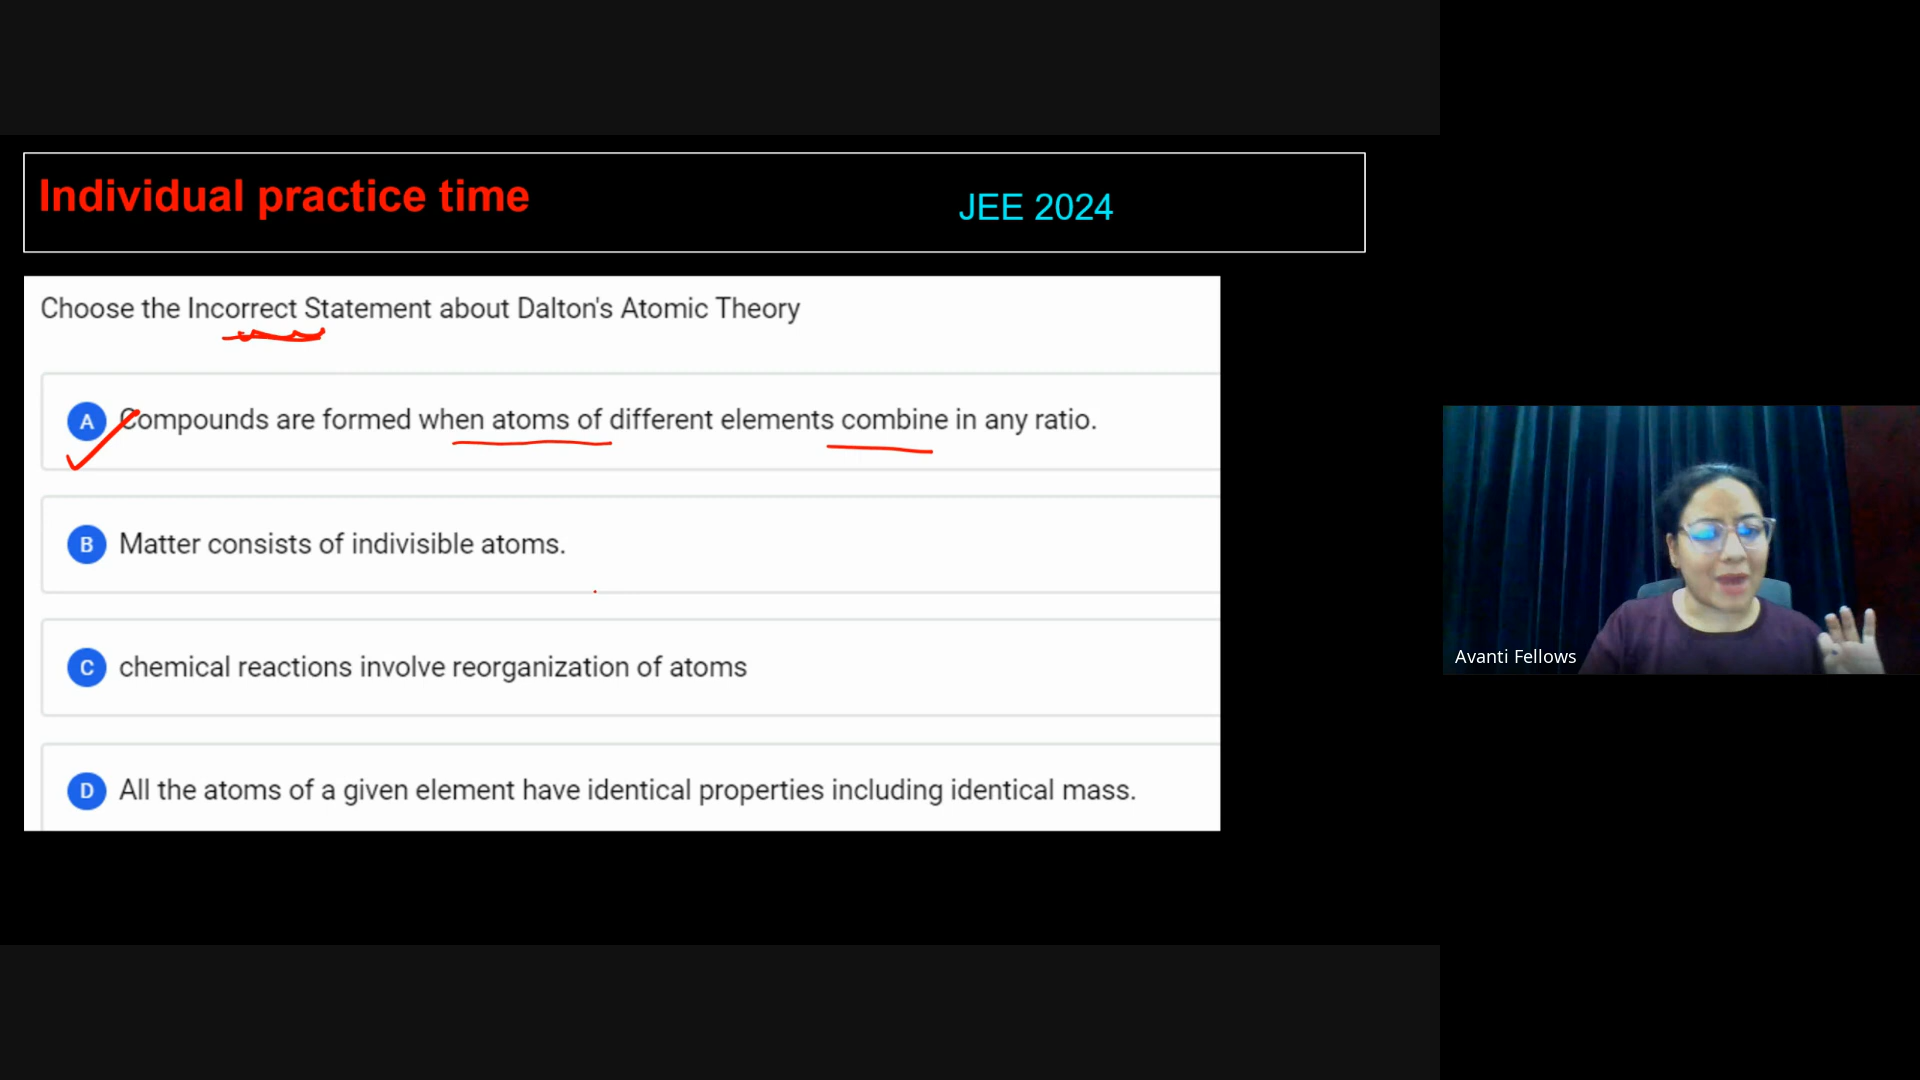 Individual practice time
JEE 2024
Choose the Incorrect Statement about Dalton's Atomic Theory
A Compounds are formed when atoms of different elements combine in any ratio.
B Matter consists of indivisible atoms.
C chemical reactions involve reorganization of atoms
D All the atoms of a given element have identical properties including identical mass.
Avanti Fellows